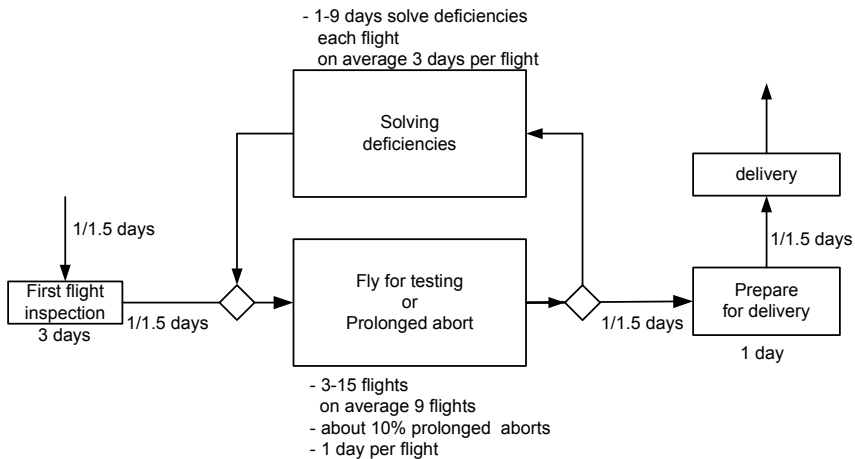 - 1-9 days solve deficiencies
each flight
on average 3 days per flight
Solving
deficiencies
delivery
1/1.5 days
1/1.5 days
First flight
inspection
3 days
1/1.5 days
Fly for testing
or
Prolonged abort
1/1.5 days
Prepare
for delivery
1 day
- 3-15 flights
on average 9 flights
- about 10% prolonged aborts
- 1 day per flight